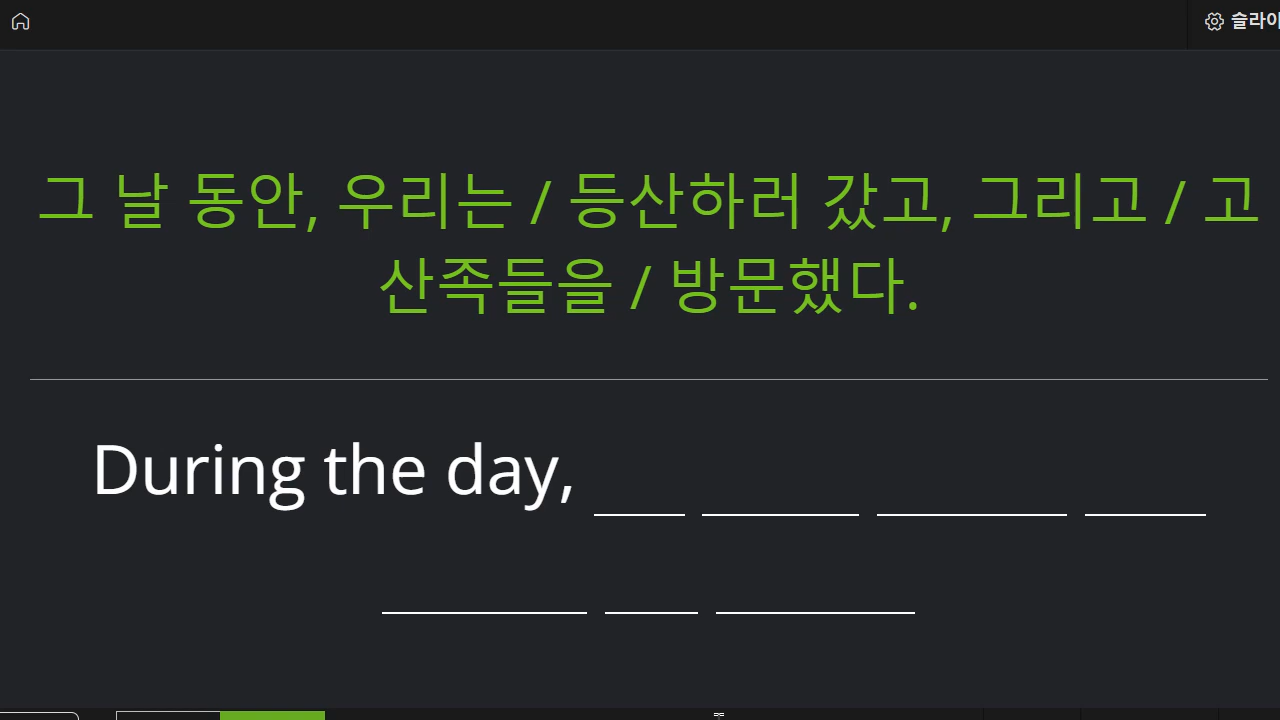 슬라이
그 날 동안, 우리는 / 등산하러 갔고, 그리고 / 고
산족들을 / 방문했다.
During the day,